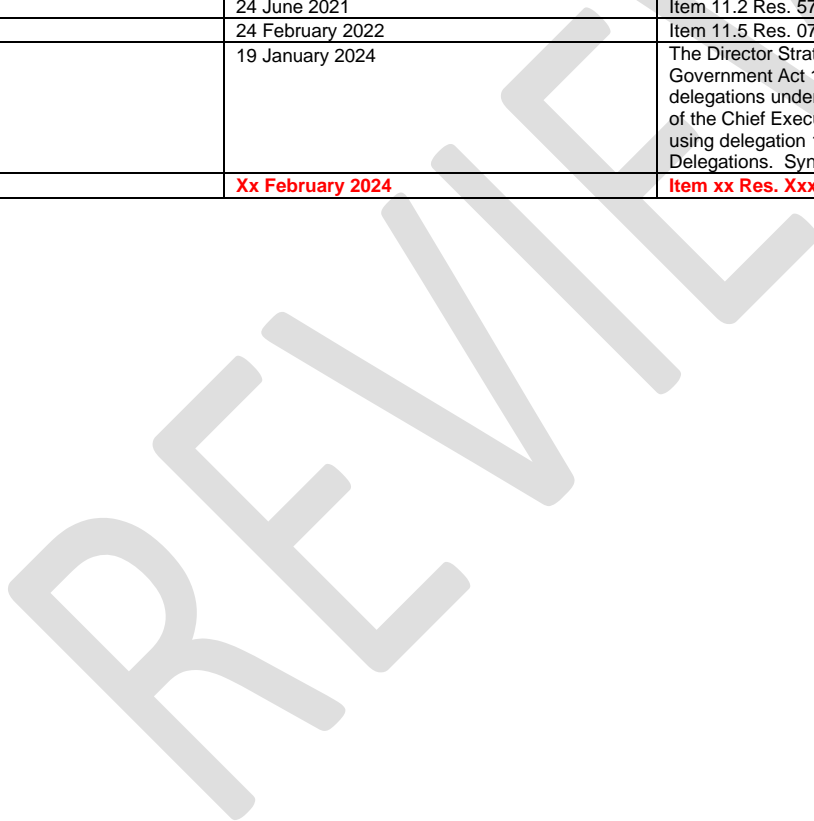 24 June 2021 Item 11.2 Res. 57
24 February 2022 Item 11.5 Res. 07
19 January 2024 The Director Strat
Government Act
delegations under
of the Chief Exec
using delegation
Delegations. Syn
Xx February 2024 Item xx Res. Xxx
REVIE